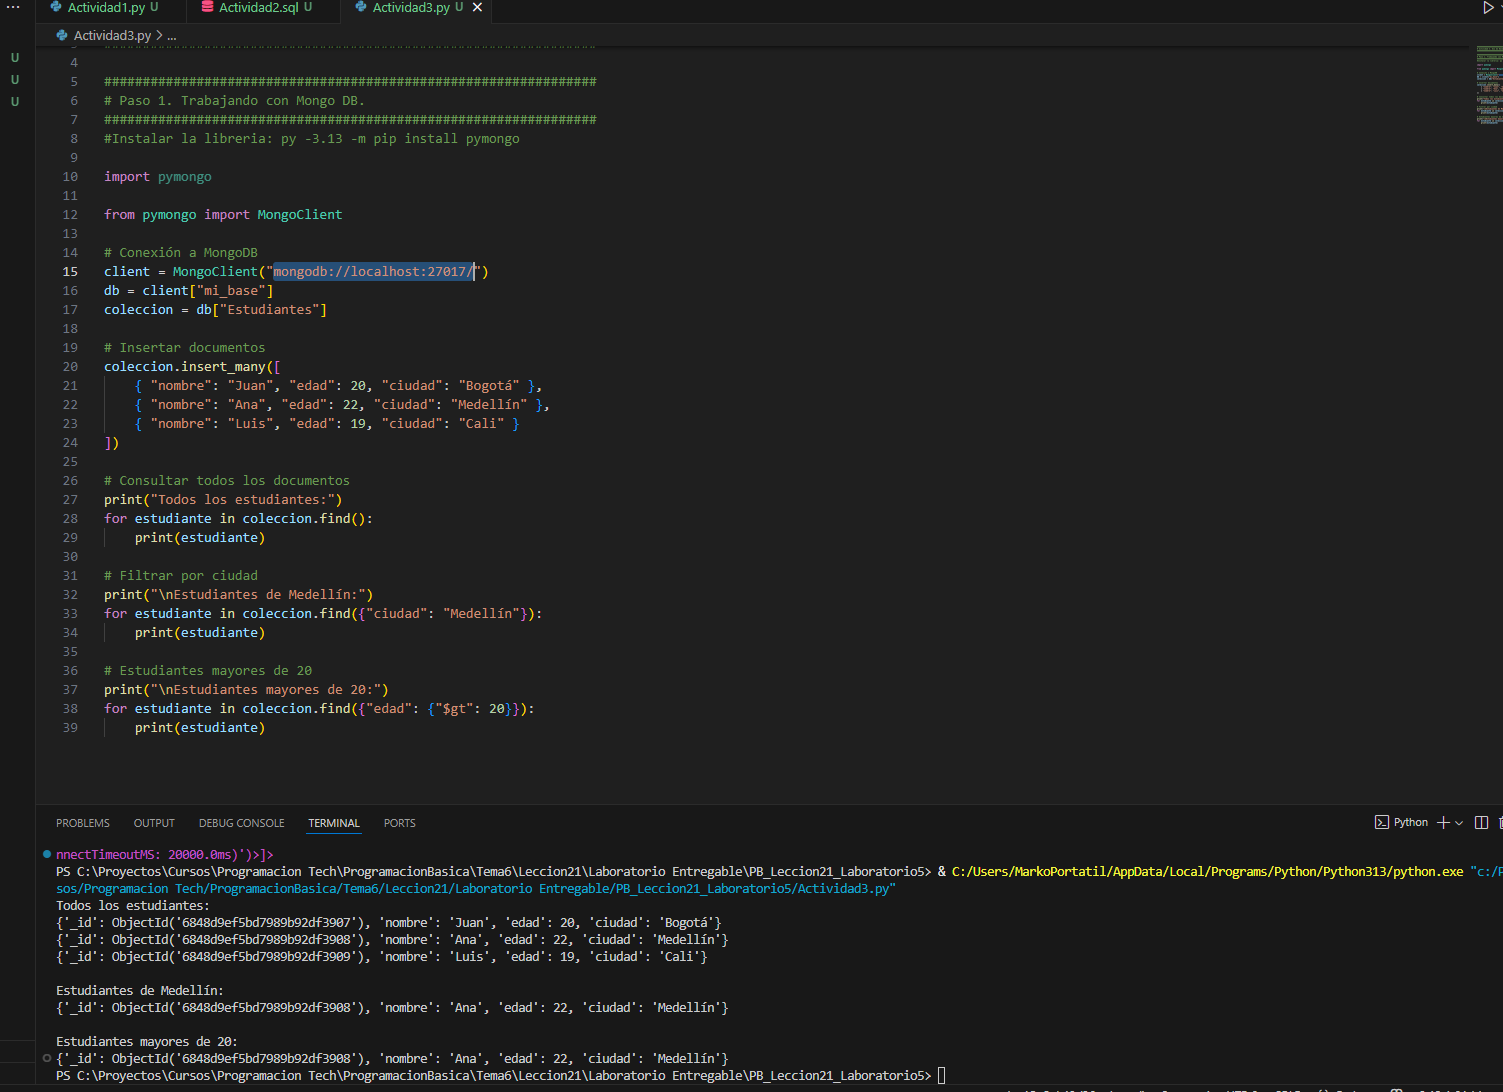 Actividad1.py U
Actividad2.sql U
Actividad3.py U
Actividad3.py > ...
U
U
U
4
5 ################################################################
6 # Paso 1. Trabajando con Mongo DB.
7 ################################################################
8 #Instalar la libreria: py -3.13 -m pip install pymongo
9
10 import pymongo
11
12 from pymongo import MongoClient
13
14 # Conexión a MongoDB
15 client = MongoClient("mongodb://localhost:27017/")
16 db = client["mi_base"]
17 coleccion = db["Estudiantes"]
18
19 # Insertar documentos
20 coleccion.insert_many([
21     { "nombre": "Juan", "edad": 20, "ciudad": "Bogotá" },
22     { "nombre": "Ana", "edad": 22, "ciudad": "Medellín" },
23     { "nombre": "Luis", "edad": 19, "ciudad": "Cali" }
24 ])
25
26 # Consultar todos los documentos
27 print("Todos los estudiantes:")
28 for estudiante in coleccion.find():
29     print(estudiante)
30
31 # Filtrar por ciudad
32 print("\nEstudiantes de Medellín:")
33 for estudiante in coleccion.find({"ciudad": "Medellín"}):
34     print(estudiante)
35
36 # Estudiantes mayores de 20
37 print("\nEstudiantes mayores de 20:")
38 for estudiante in coleccion.find({"edad": {"$gt": 20}}):
39     print(estudiante)
PROBLEMS OUTPUT DEBUG CONSOLE TERMINAL PORTS
Python
nnectTimeoutMS: 20000.0ms)')>]>
PS C:\Proyectos\Cursos\Programacion Tech\ProgramacionBasica\Tema6\Leccion21\Laboratorio Entregable\PB_Leccion21_Laboratorio5> & C:/Users/MarkoPortatil/AppData/Local/Programs/Python/Python313/python.exe "c:/P
sos/Programacion Tech/ProgramacionBasica/Tema6/Leccion21/Laboratorio Entregable/PB_Leccion21_Laboratorio5/Actividad3.py"
Todos los estudiantes:
{'_id': ObjectId('6848d9ef5bd7989b92df3907'), 'nombre': 'Juan', 'edad': 20, 'ciudad': 'Bogotá'}
{'_id': ObjectId('6848d9ef5bd7989b92df3908'), 'nombre': 'Ana', 'edad': 22, 'ciudad': 'Medellín'}
{'_id': ObjectId('6848d9ef5bd7989b92df3909'), 'nombre': 'Luis', 'edad': 19, 'ciudad': 'Cali'}
Estudiantes de Medellín:
{'_id': ObjectId('6848d9ef5bd7989b92df3908'), 'nombre': 'Ana', 'edad': 22, 'ciudad': 'Medellín'}
Estudiantes mayores de 20:
{'_id': ObjectId('6848d9ef5bd7989b92df3908'), 'nombre': 'Ana', 'edad': 22, 'ciudad': 'Medellín'}
PS C:\Proyectos\Cursos\Programacion Tech\ProgramacionBasica\Tema6\Leccion21\Laboratorio Entregable\PB_Leccion21_Laboratorio5>